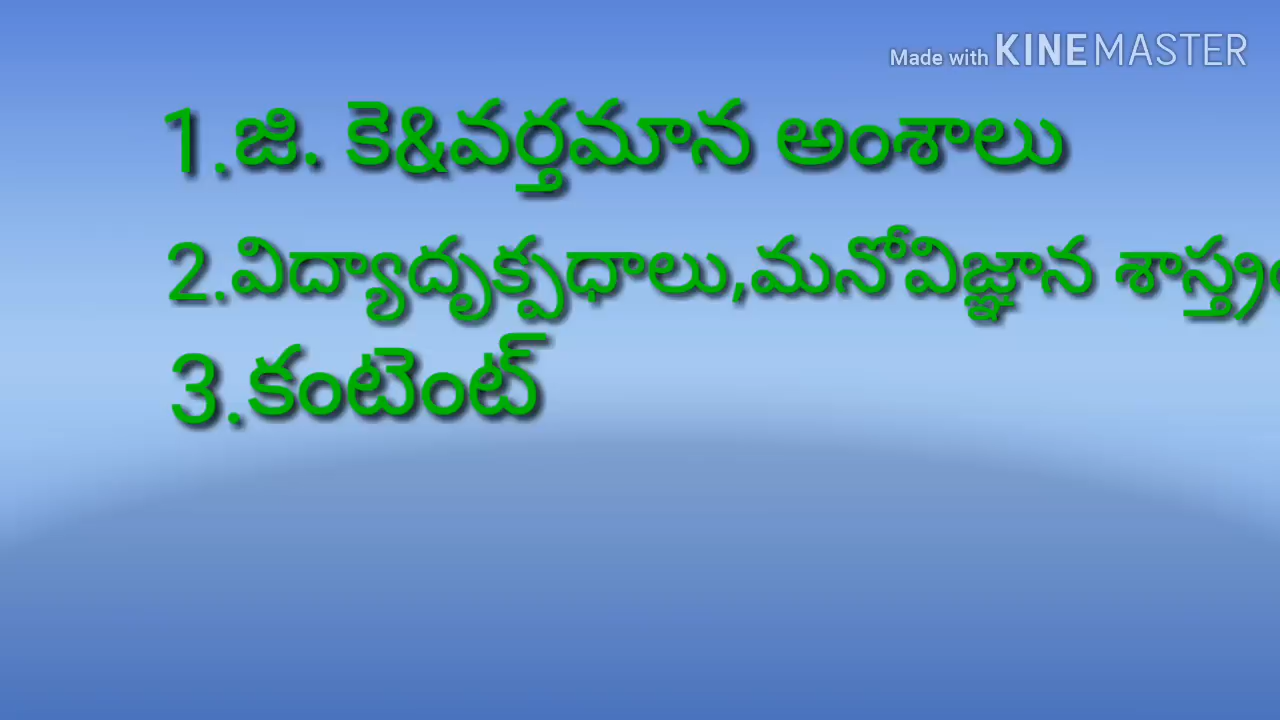 Made with KINEMASTER
1.జి. కె&వర్తమాన అంశాలు
2.విద్యాదృక్పధాలు,మనోవిజ్ఞాన శాస్త్రం
3.కంటెంట్